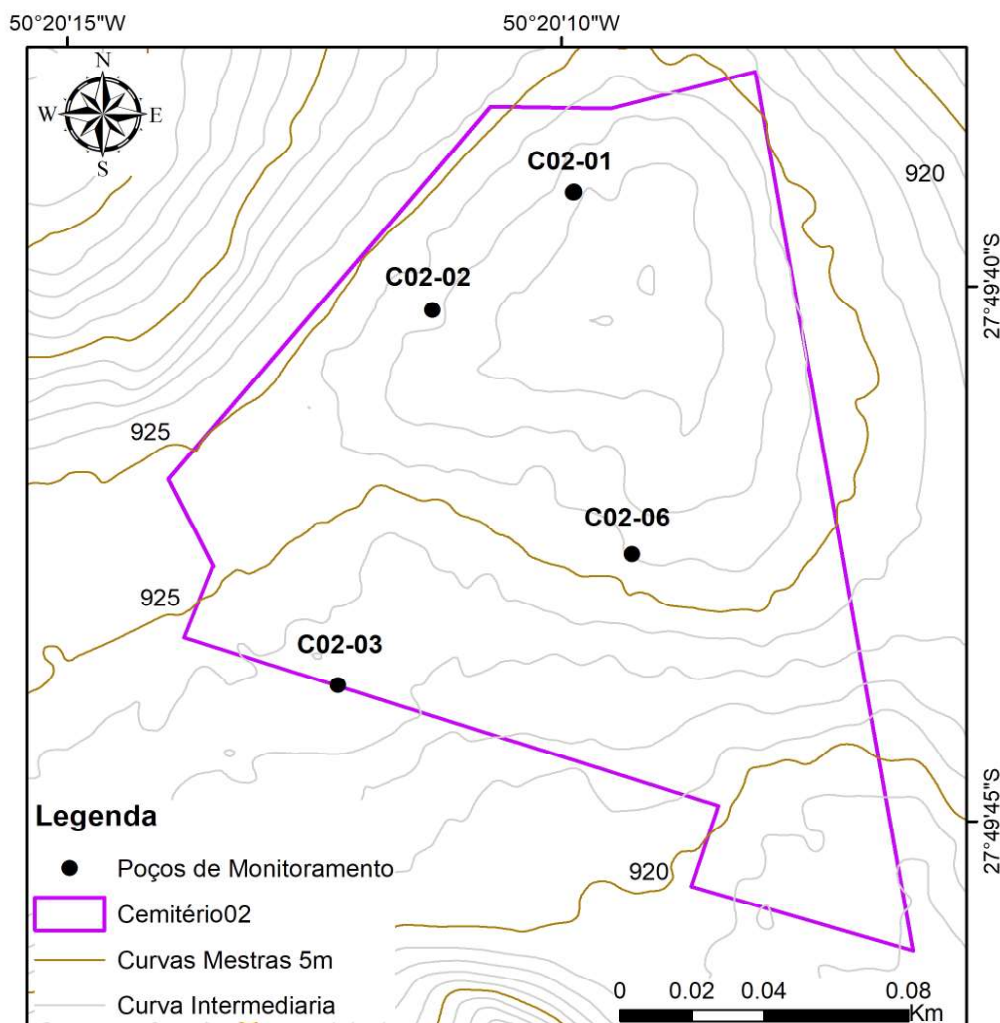 50°20'15"W
50°20'10"W
N
W E
S
C02-01
920
27°49'40"S
C02-02
925
C02-06
925
C02-03
27°49'45"S
Legenda
Poços de Monitoramento
Cemitério02
Curvas Mestras 5m
Curva Intermediaria
920
0 0.02 0.04 0.08
Km